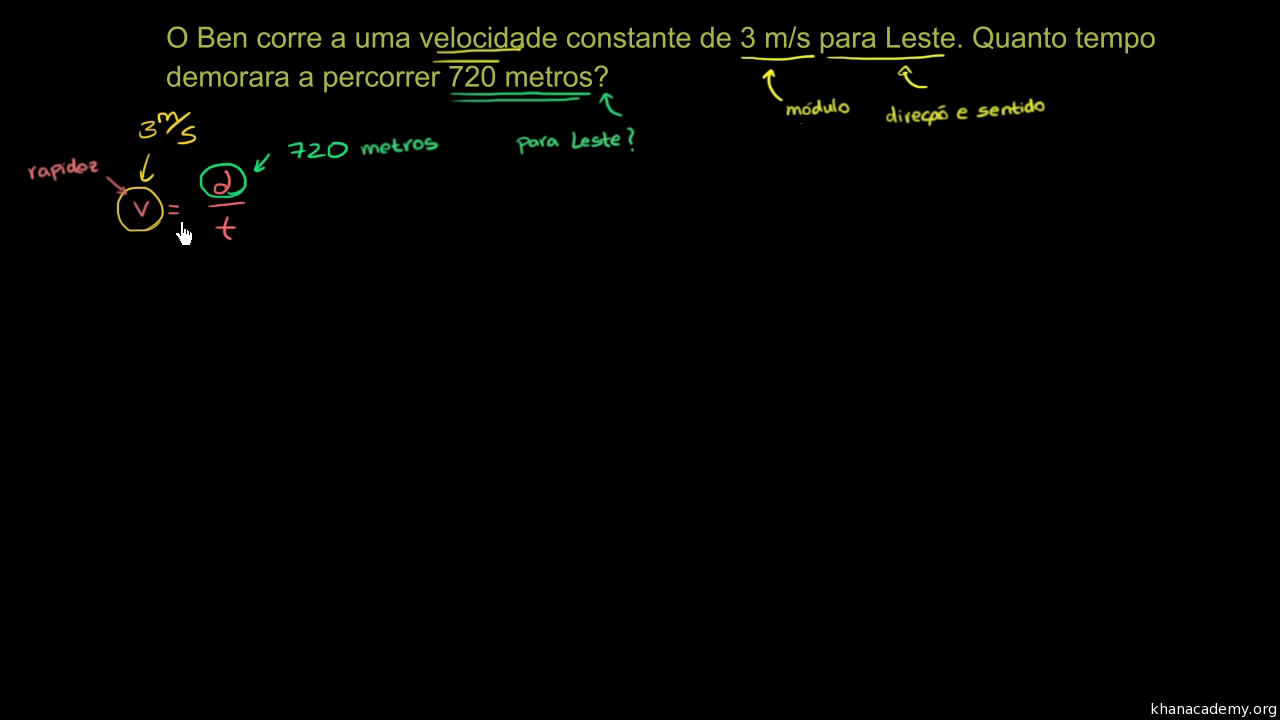 O Ben corre a uma velocidade constante de 3 m/s para Leste. Quanto tempo
demorara a percorrer 720 metros?
módulo
direção e sentido
3 m/s
para Leste?
720 metros
rapidez
v = d/t
khanacademy.org